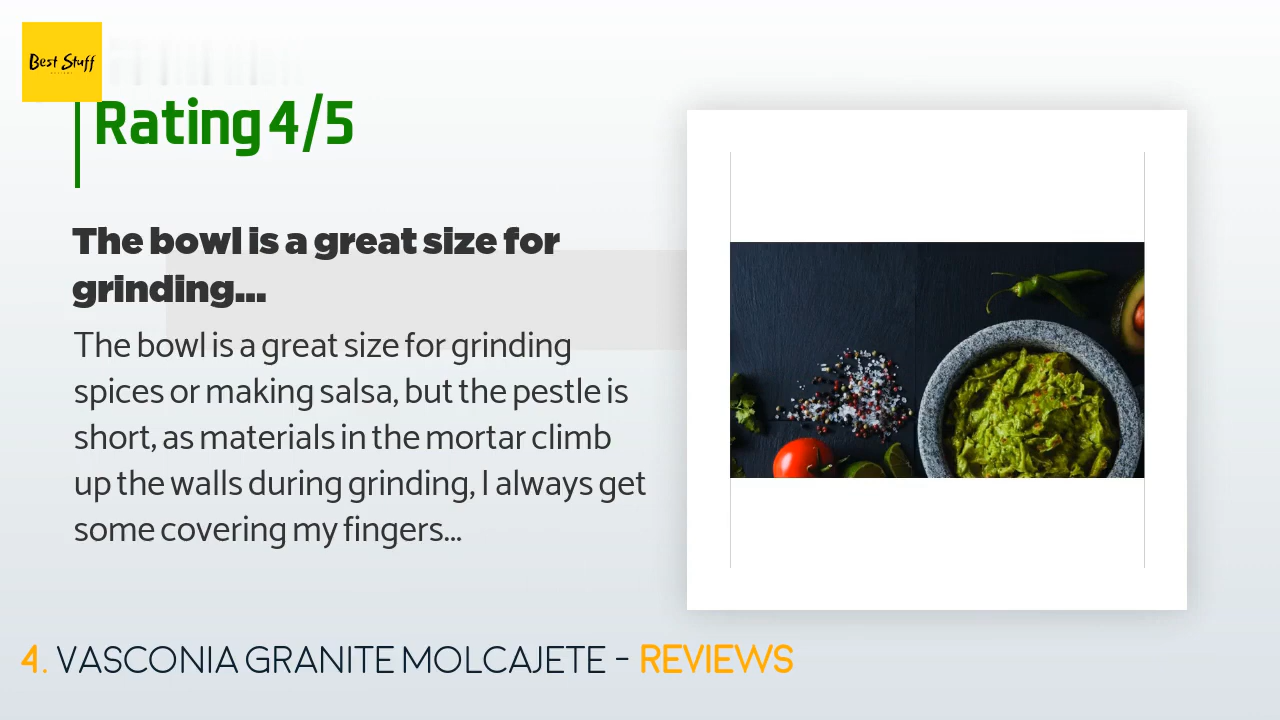 Best Stuff
Rating 4/5
The bowl is a great size for
grinding...
The bowl is a great size for grinding
spices or making salsa, but the pestle is
short, as materials in the mortar climb
up the walls during grinding, I always get
some covering my fingers...
4. VASCONIA GRANITE MOLCAJETE - REVIEWS